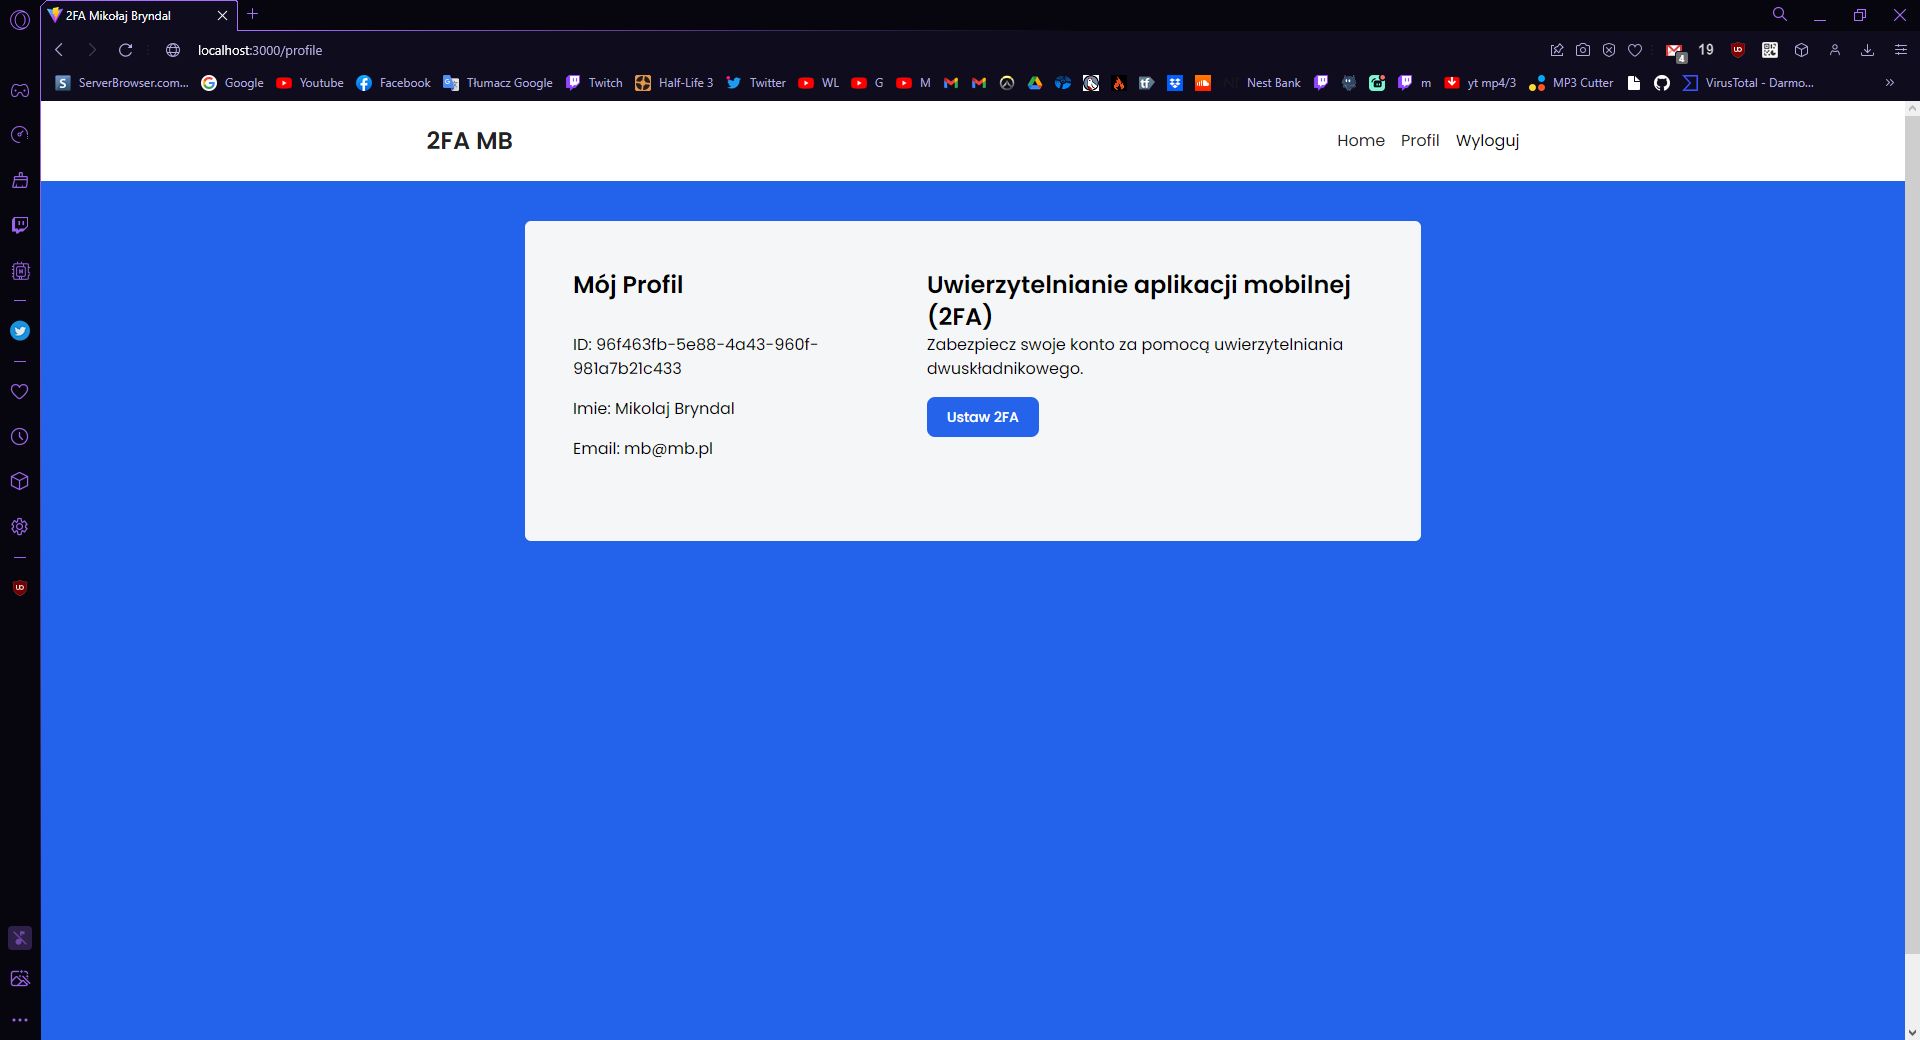 2FA Mikołaj Bryndal
localhost:3000/profile
4
19
ServerBrowser.com...
Google
Youtube
Facebook
Tłumacz Google
Twitch
Half-Life 3
Twitter
WL
G
M
Nest Bank
m
yt mp4/3
MP3 Cutter
VirusTotal - Darmo...
2FA MB
Home
Profil
Wyloguj
Mój Profil
ID: 96f463fb-5e88-4a43-960f-
981a7b21c433
Imie: Mikolaj Bryndal
Email: mb@mb.pl
Uwierzytelnianie aplikacji mobilnej
(2FA)
Zabezpiecz swoje konto za pomocą uwierzytelniania
dwuskładnikowego.
Ustaw 2FA